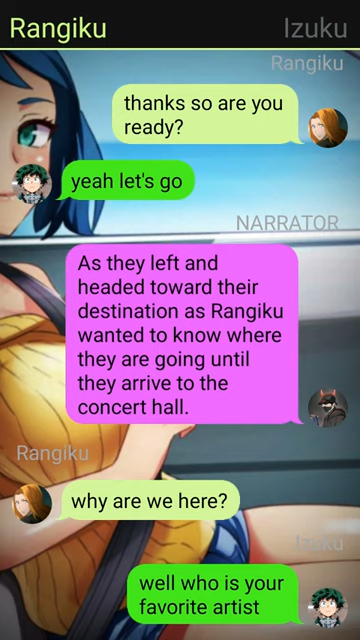 Rangiku Izuku
Rangiku
thanks so are you
ready?
yeah let's go
NARRATOR
As they left and
headed toward their
destination as Rangiku
wanted to know where
they are going until
they arrive to the
concert hall.
Rangiku
why are we here?
Izuku
well who is your
favorite artist